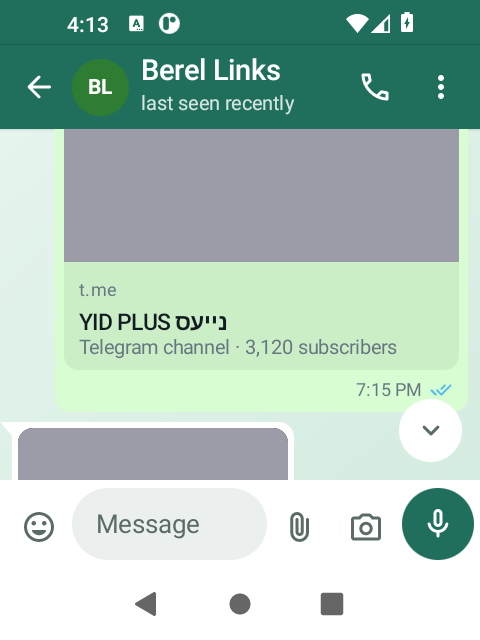 4:13
A
BL
Berel Links
last seen recently
t.me
YID PLUS נייעס
Telegram channel · 3,120 subscribers
7:15 PM
Message